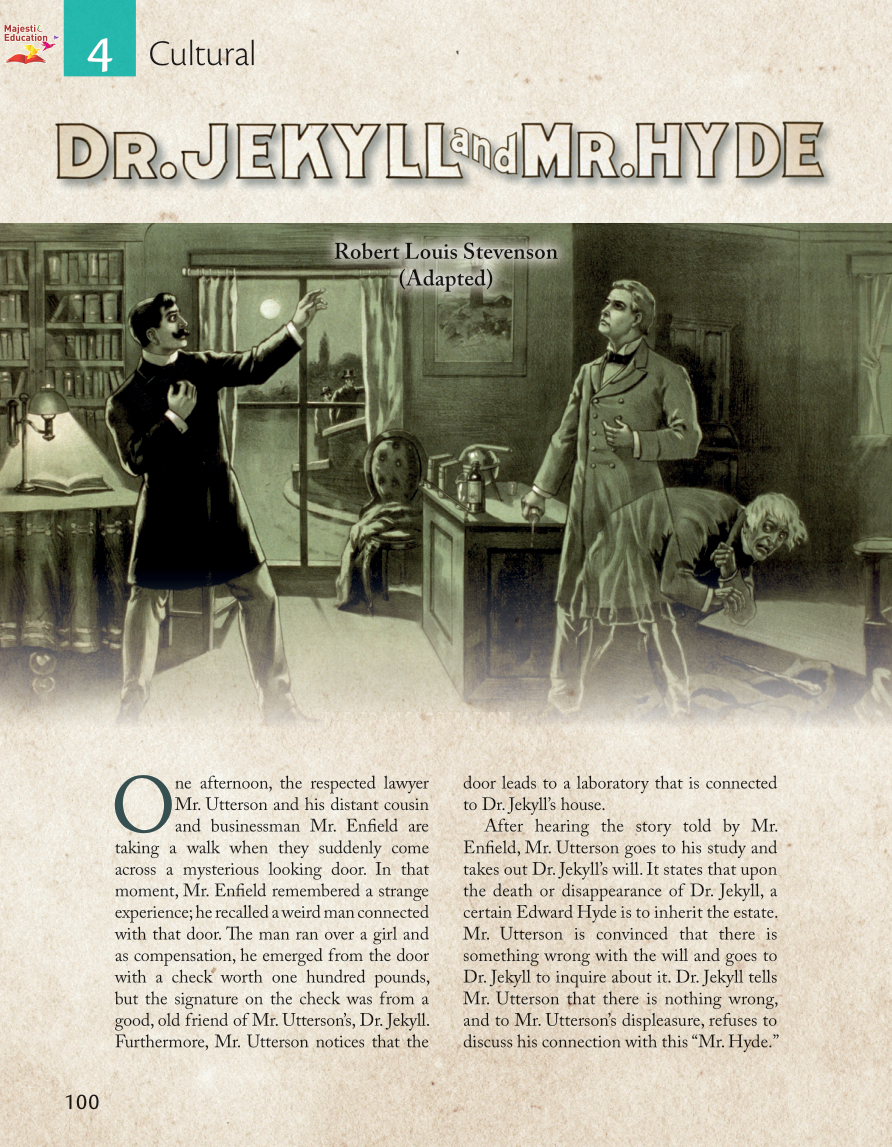 Majestic
Education
4
Cultural
DR. JEKYLL and MR. HYDE
Robert Louis Stevenson
(Adapted)
One afternoon, the respected lawyer
Mr. Utterson and his distant cousin
and businessman Mr. Enfield are
taking a walk when they suddenly come
across a mysterious looking door. In that
moment, Mr. Enfield remembered a strange
experience; he recalled a weird man connected
with that door. The man ran over a girl and
as compensation, he emerged from the door
with a check worth one hundred pounds,
but the signature on the check was from a
good, old friend of Mr. Utterson’s, Dr. Jekyll.
Furthermore, Mr. Utterson notices that the
door leads to a laboratory that is connected
to Dr. Jekyll’s house.
After hearing the story told by Mr.
Enfield, Mr. Utterson goes to his study and
takes out Dr. Jekyll’s will. It states that upon
the death or disappearance of Dr. Jekyll, a
certain Edward Hyde is to inherit the estate.
Mr. Utterson is convinced that there is
something wrong with the will and goes to
Dr. Jekyll to inquire about it. Dr. Jekyll tells
Mr. Utterson that there is nothing wrong,
and to Mr. Utterson’s displeasure, refuses to
discuss his connection with this “Mr. Hyde.”
100